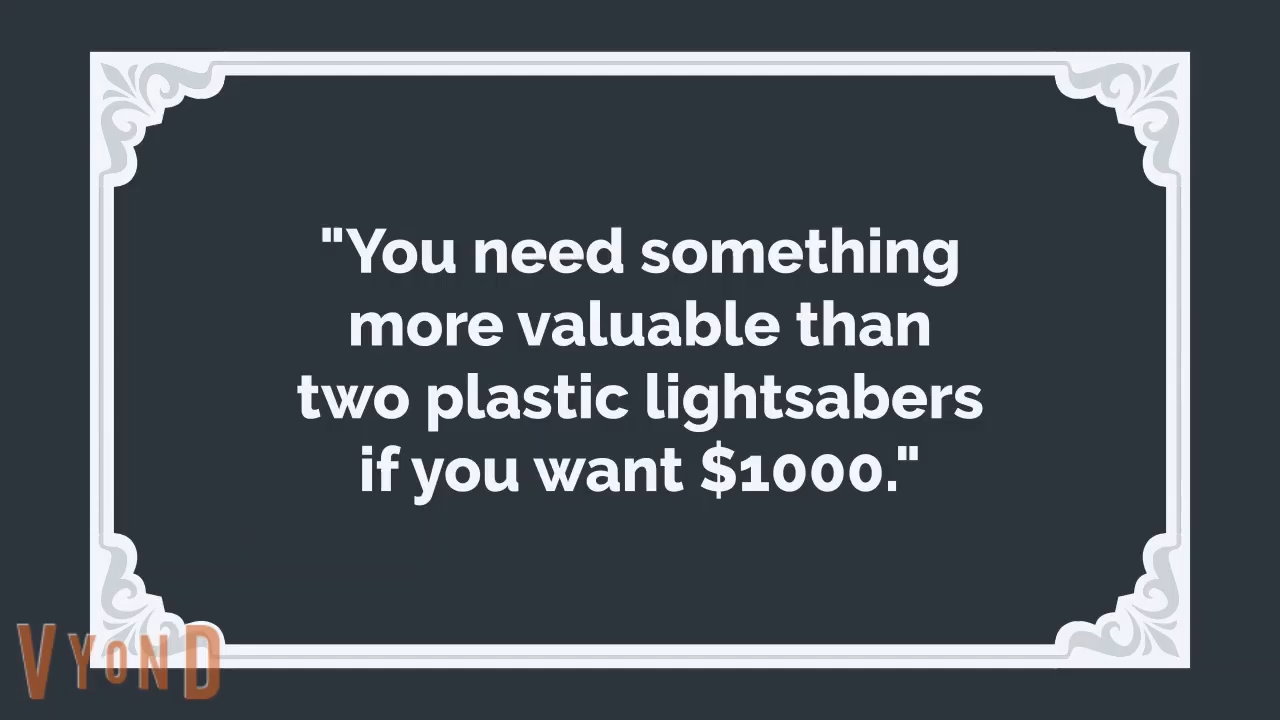 "You need something
more valuable than
two plastic lightsabers
if you want $1000."
VYOND